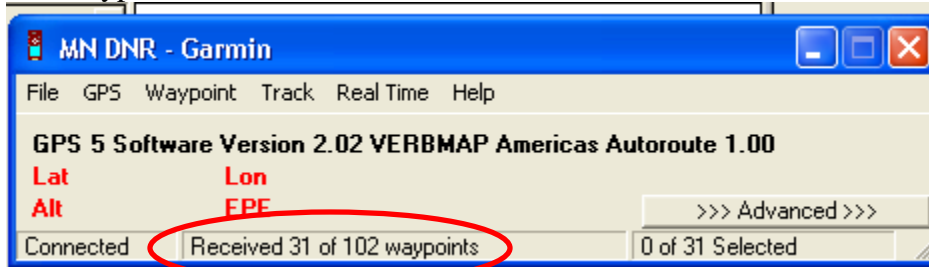 MN DNR - Garmin
File GPS Waypoint Track Real Time Help
GPS 5 Software Version 2.02 VERBMAP Americas Autoroute 1.00
Lat Lon
Alt EPE
>>> Advanced >>>
Connected Received 31 of 102 waypoints 0 of 31 Selected